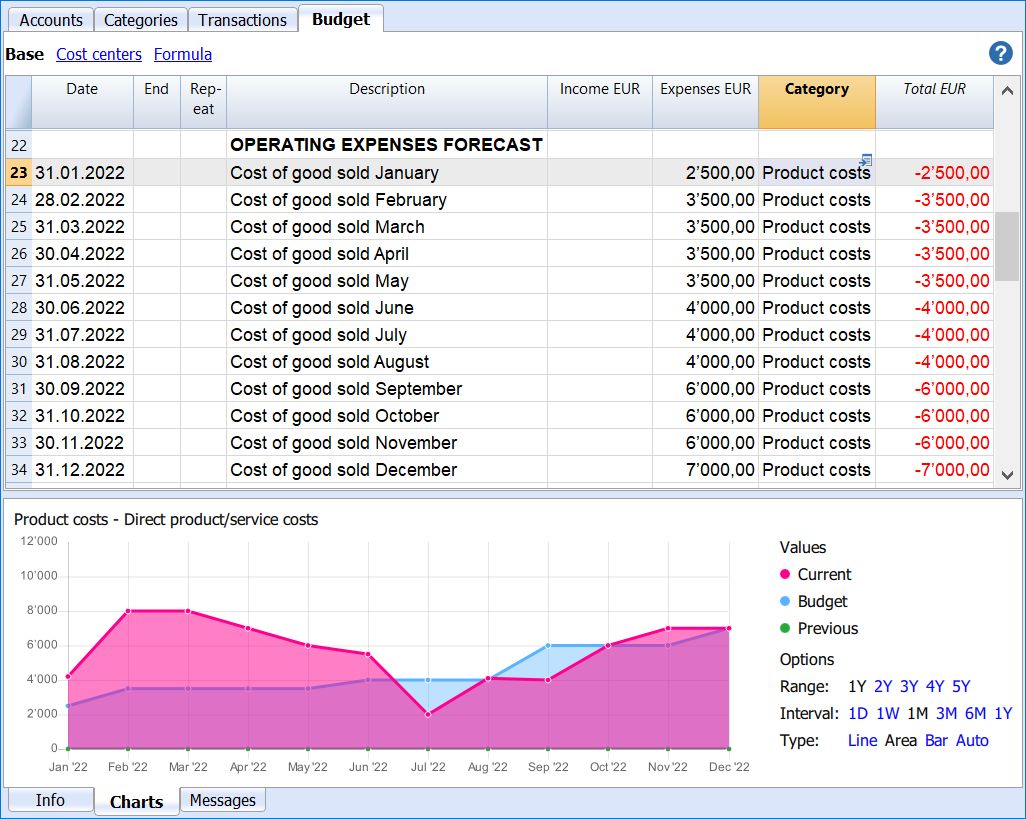 Accounts Categories Transactions Budget
Base Cost centers Formula ?
Date End Rep-eat Description Income EUR Expenses EUR Category Total EUR
22 OPERATING EXPENSES FORECAST
23 31.01.2022 Cost of good sold January 2’500,00 Product costs -2’500,00
24 28.02.2022 Cost of good sold February 3’500,00 Product costs -3’500,00
25 31.03.2022 Cost of good sold March 3’500,00 Product costs -3’500,00
26 30.04.2022 Cost of good sold April 3’500,00 Product costs -3’500,00
27 31.05.2022 Cost of good sold May 3’500,00 Product costs -3’500,00
28 30.06.2022 Cost of good sold June 4’000,00 Product costs -4’000,00
29 31.07.2022 Cost of good sold July 4’000,00 Product costs -4’000,00
30 31.08.2022 Cost of good sold August 4’000,00 Product costs -4’000,00
31 30.09.2022 Cost of good sold September 6’000,00 Product costs -6’000,00
32 31.10.2022 Cost of good sold October 6’000,00 Product costs -6’000,00
33 30.11.2022 Cost of good sold November 6’000,00 Product costs -6’000,00
34 31.12.2022 Cost of good sold December 7’000,00 Product costs -7’000,00
Product costs - Direct product/service costs
12'000
10'000
8'000
6'000
4'000
2'000
0
Jan '22 Feb '22 Mar '22 Apr '22 May'22 Jun '22 Jul '22 Aug '22 Sep '22 Oct '22 Nov '22 Dec '22
Values
Current
Budget
Previous
Options
Range: 1Y 2Y 3Y 4Y 5Y
Interval: 1D 1W 1M 3M 6M 1Y
Type: Line Area Bar Auto
Info Charts Messages